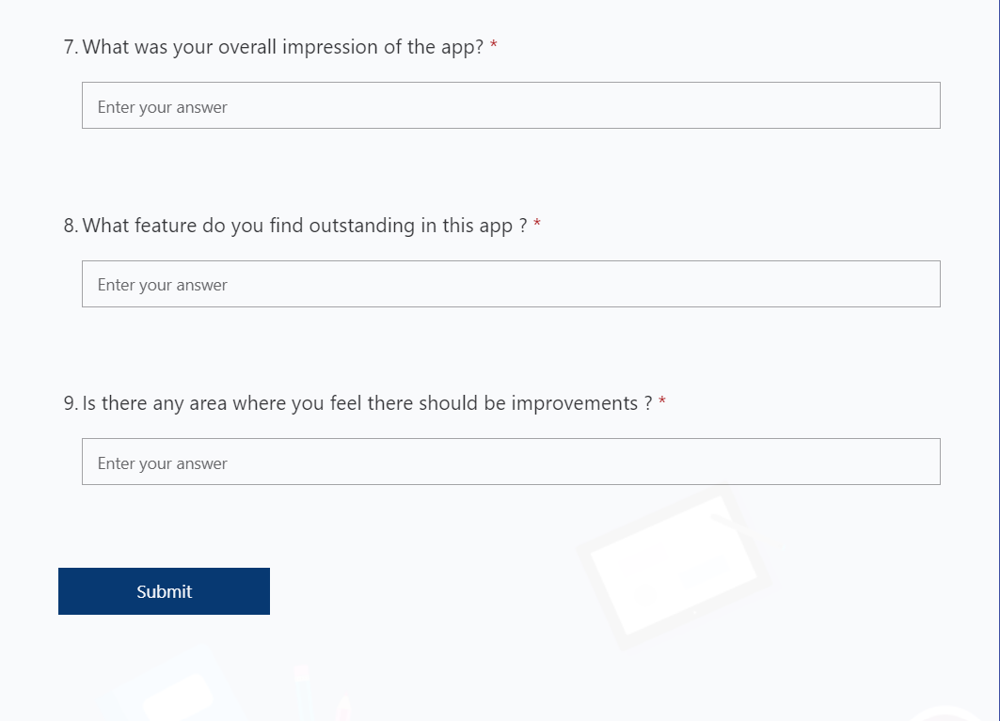 7. What was your overall impression of the app? *
Enter your answer
8. What feature do you find outstanding in this app ? *
Enter your answer
9. Is there any area where you feel there should be improvements ? *
Enter your answer
Submit